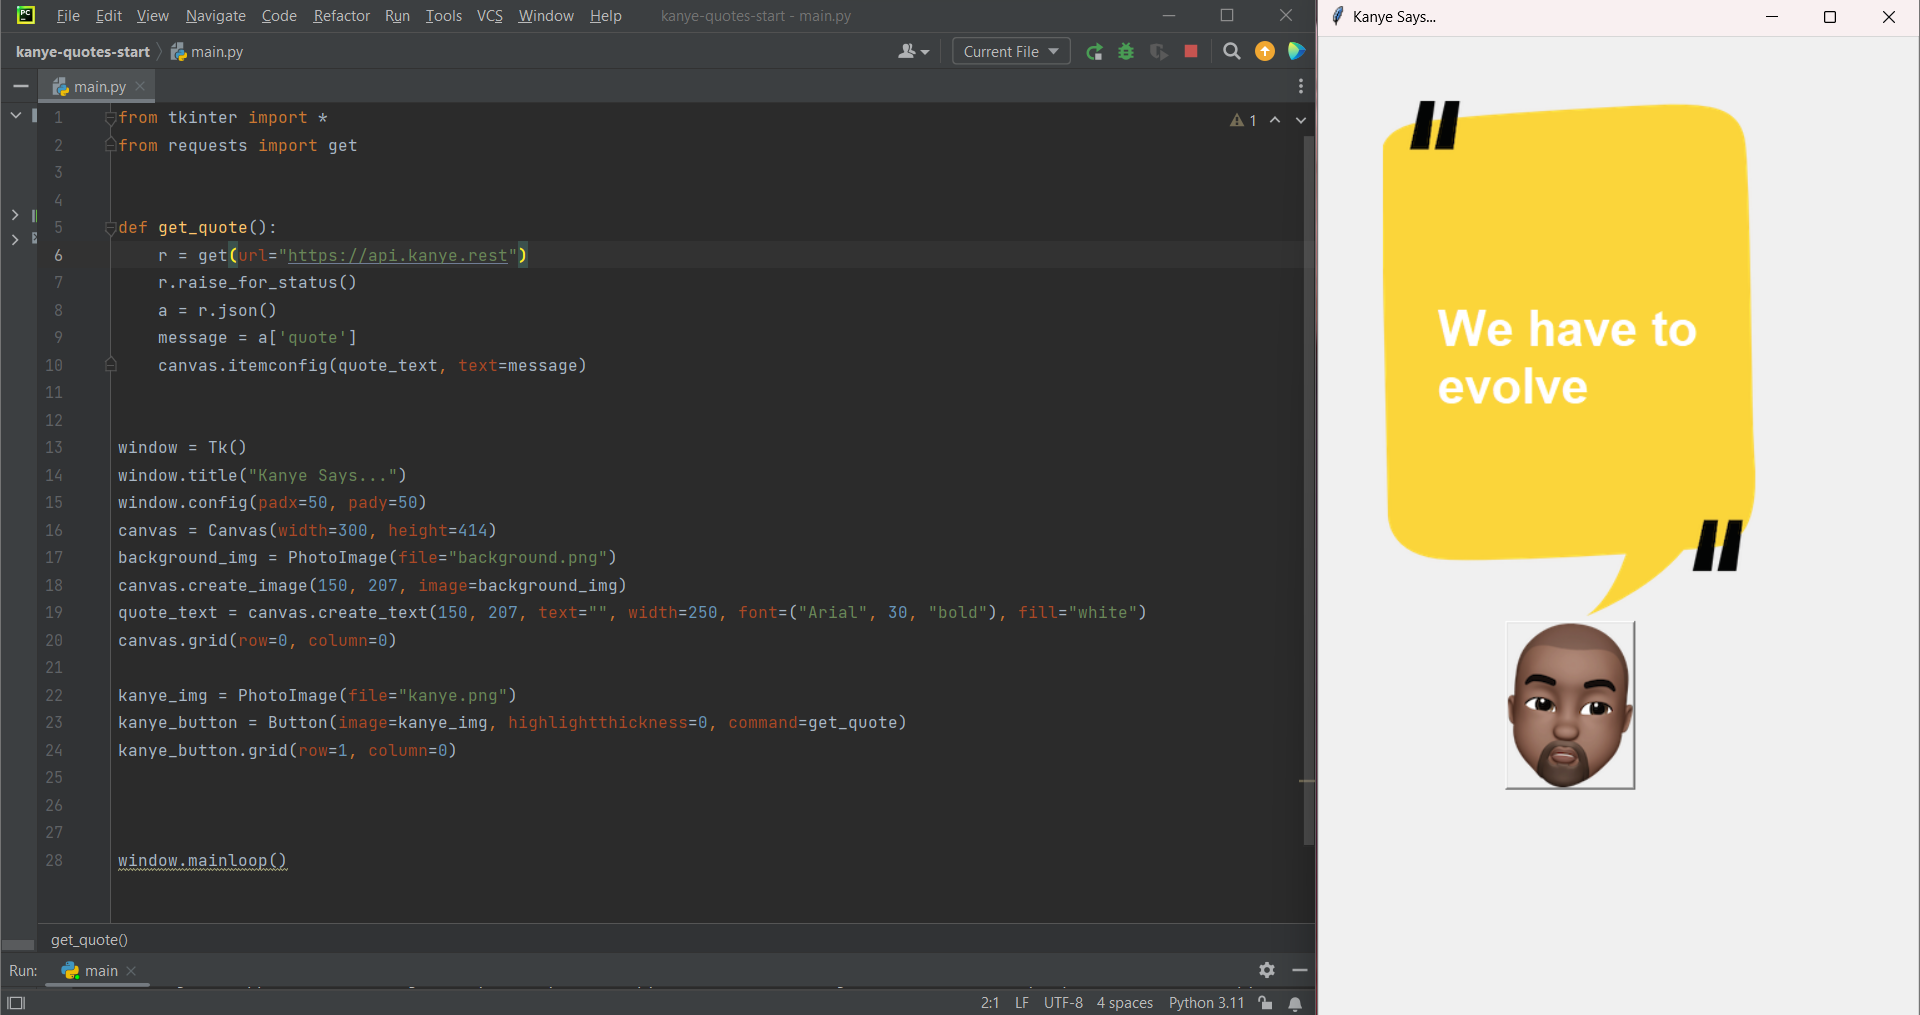 PC File Edit View Navigate Code Refactor Run Tools VCS Window Help kanye-quotes-start - main.py
kanye-quotes-start main.py Current File
main.py
1 from tkinter import *
2 from requests import get
3
4
5 def get_quote():
6     r = get(url="https://api.kanye.rest")
7     r.raise_for_status()
8     a = r.json()
9     message = a['quote']
10     canvas.itemconfig(quote_text, text=message)
11
12
13 window = Tk()
14 window.title("Kanye Says...")
15 window.config(padx=50, pady=50)
16 canvas = Canvas(width=300, height=414)
17 background_img = PhotoImage(file="background.png")
18 canvas.create_image(150, 207, image=background_img)
19 quote_text = canvas.create_text(150, 207, text="", width=250, font=("Arial", 30, "bold"), fill="white")
20 canvas.grid(row=0, column=0)
21
22 kanye_img = PhotoImage(file="kanye.png")
23 kanye_button = Button(image=kanye_img, highlightthickness=0, command=get_quote)
24 kanye_button.grid(row=1, column=0)
25
26
27
28 window.mainloop()
1
get_quote()
Run: main
2:1 LF UTF-8 4 spaces Python 3.11
Kanye Says...
"
We have to
evolve
"